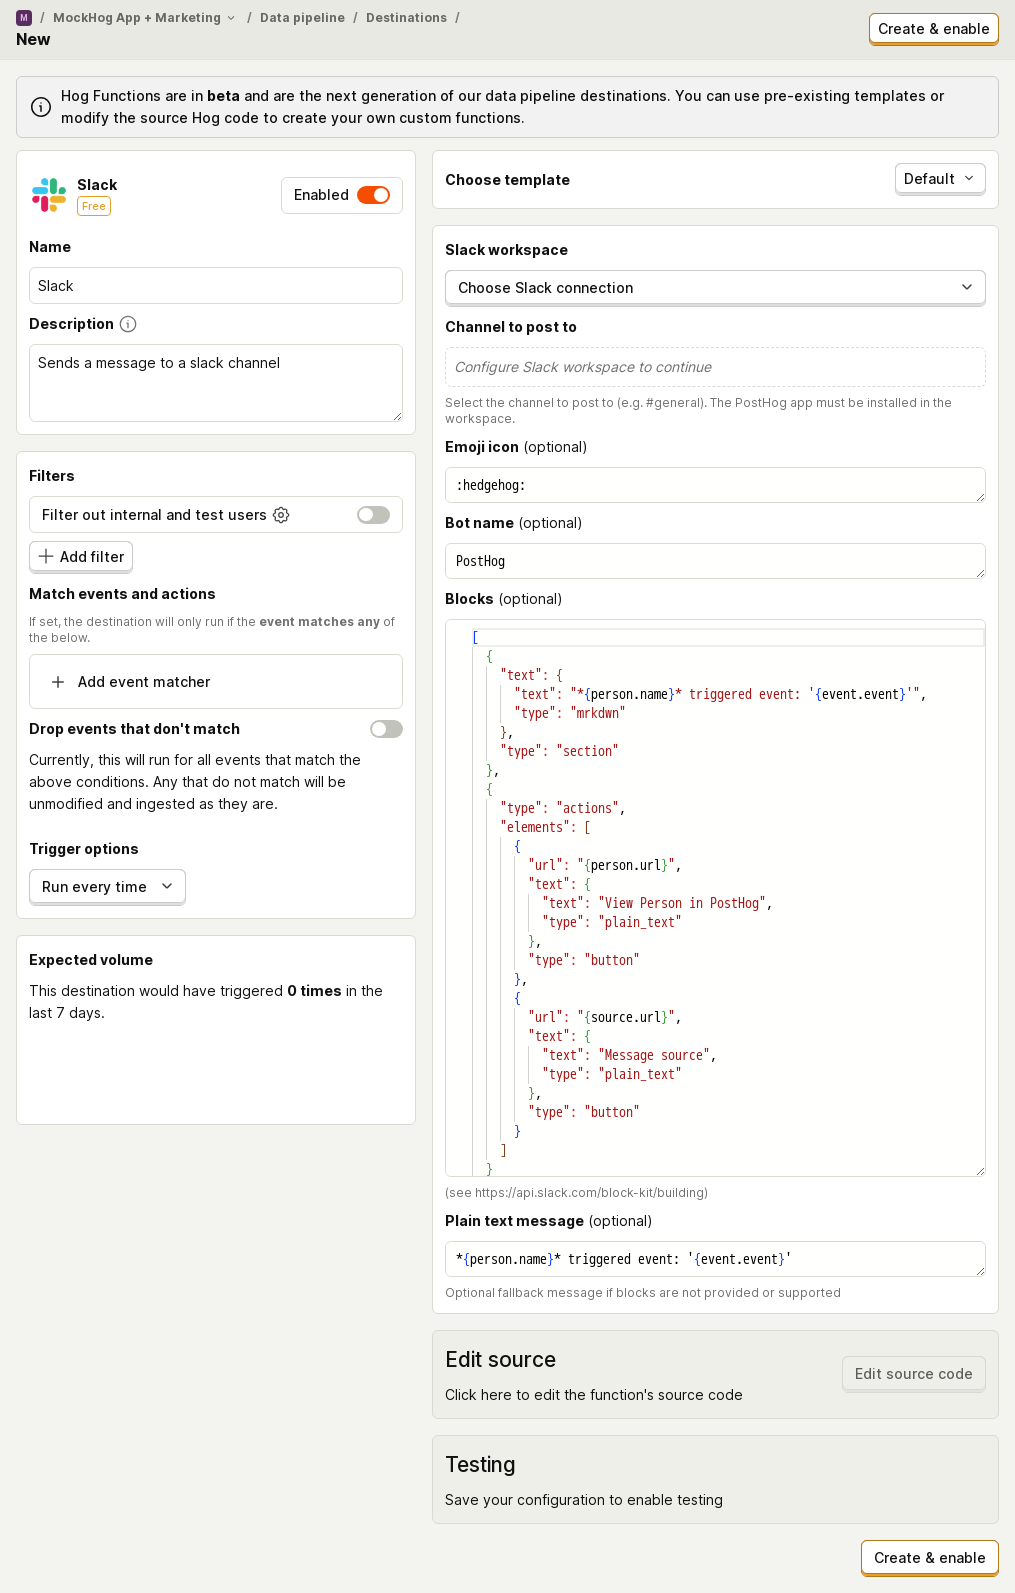 M / MockHog App + Marketing / Data pipeline / Destinations /
New
Create & enable
Hog Functions are in beta and are the next generation of our data pipeline destinations. You can use pre-existing templates or
modify the source Hog code to create your own custom functions.
Slack
Free
Enabled
Name
Slack
Description
Sends a message to a slack channel
Filters
Filter out internal and test users
Add filter
Match events and actions
If set, the destination will only run if the event matches any of
the below.
Add event matcher
Drop events that don't match
Currently, this will run for all events that match the
above conditions. Any that do not match will be
unmodified and ingested as they are.
Trigger options
Run every time
Expected volume
This destination would have triggered 0 times in the
last 7 days.
Choose template
Default
Slack workspace
Choose Slack connection
Channel to post to
Configure Slack workspace to continue
Select the channel to post to (e.g. #general). The PostHog app must be installed in the
workspace.
Emoji icon (optional)
:hedgehog:
Bot name (optional)
PostHog
Blocks (optional)
[
{
"text": {
"text": "*{person.name}* triggered event: '{event.event}'",
"type": "mrkdwn"
},
"type": "section"
},
{
"type": "actions",
"elements": [
{
"url": "{person.url}",
"text": {
"text": "View Person in PostHog",
"type": "plain_text"
},
"type": "button"
},
{
"url": "{source.url}",
"text": {
"text": "Message source",
"type": "plain_text"
},
"type": "button"
}
]
}
(see https://api.slack.com/block-kit/building)
Plain text message (optional)
*{person.name}* triggered event: '{event.event}'
Optional fallback message if blocks are not provided or supported
Edit source
Click here to edit the function's source code
Edit source code
Testing
Save your configuration to enable testing
Create & enable